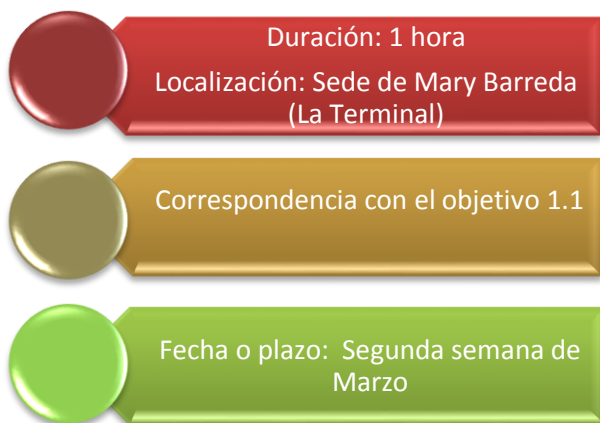 Duración: 1 hora
Localización: Sede de Mary Barreda
(La Terminal)
Correspondencia con el objetivo 1.1
Fecha o plazo:  Segunda semana de
Marzo